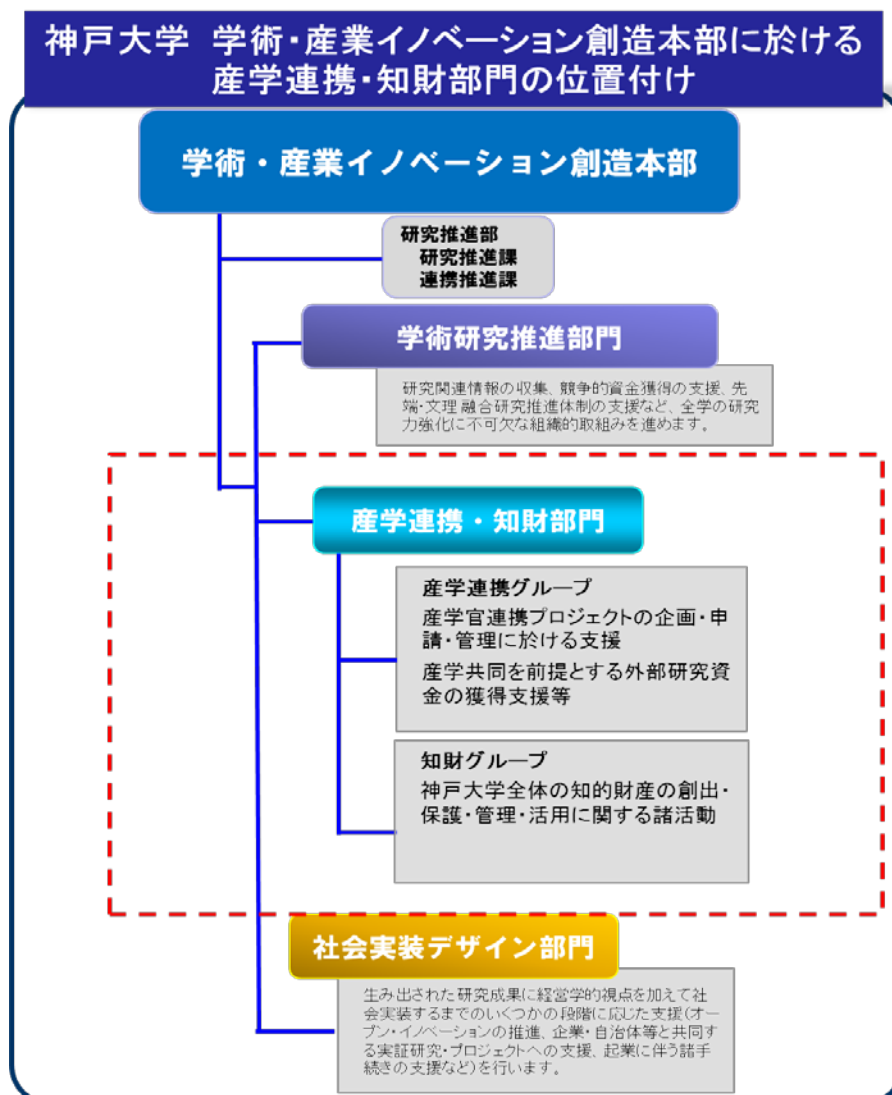 神戸大学 学術・産業イノベーション創造本部に於ける
産学連携・知財部門の位置付け
学術・産業イノベーション創造本部
研究推進部
研究推進課
連携推進課
学術研究推進部門
研究関連情報の収集、競争的資金獲得の支援、先
端・文理融合研究推進体制の支援など、全学の研究
力強化に不可欠な組織的取組みを進めます。
産学連携・知財部門
産学連携グループ
産学官連携プロジェクトの企画・申
請・管理に於ける支援
産学共同を前提とする外部研究資
金の獲得支援等
知財グループ
神戸大学全体の知的財産の創出・
保護・管理・活用に関する諸活動
社会実装デザイン部門
生み出された研究成果に経営学的視点を加えて社
会実装するまでのいくつかの段階に応じた支援(オー
プン・イノベーションの推進、企業・自治体等と共同す
る実証研究・プロジェクトへの支援、起業に伴う諸手
続きの支援など)を行います。